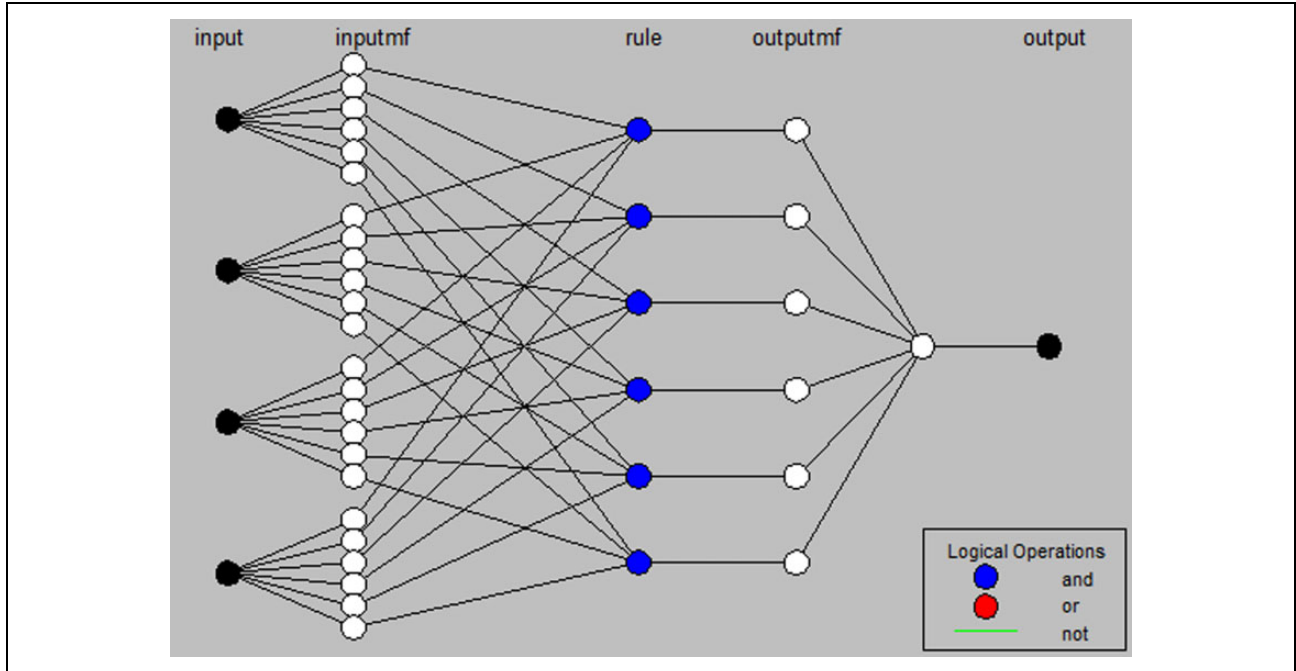 input inputmf rule outputmf output
Logical Operations
and
or
not